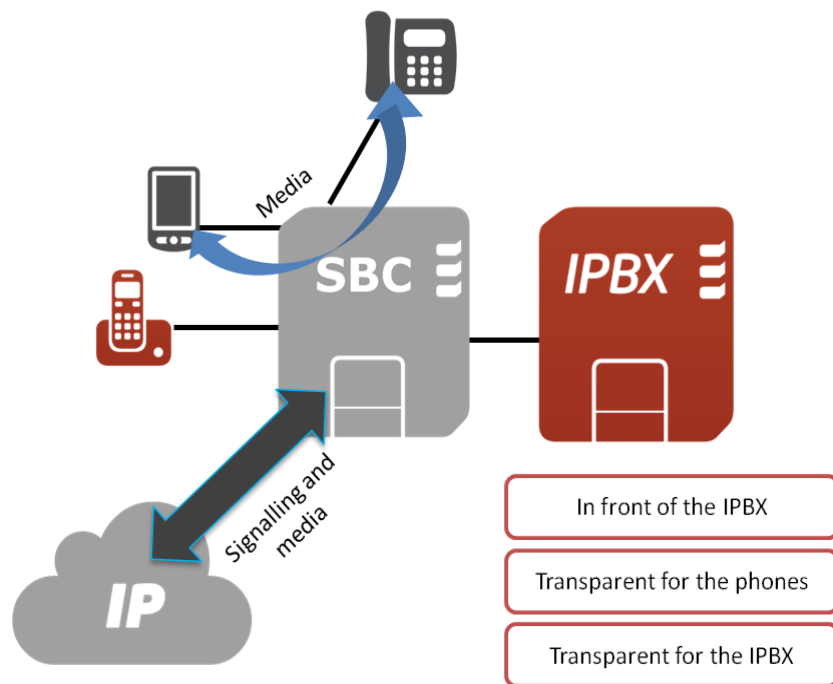 Media
SBC
IPBX
Signalling and
media
IP
In front of the IPBX
Transparent for the phones
Transparent for the IPBX